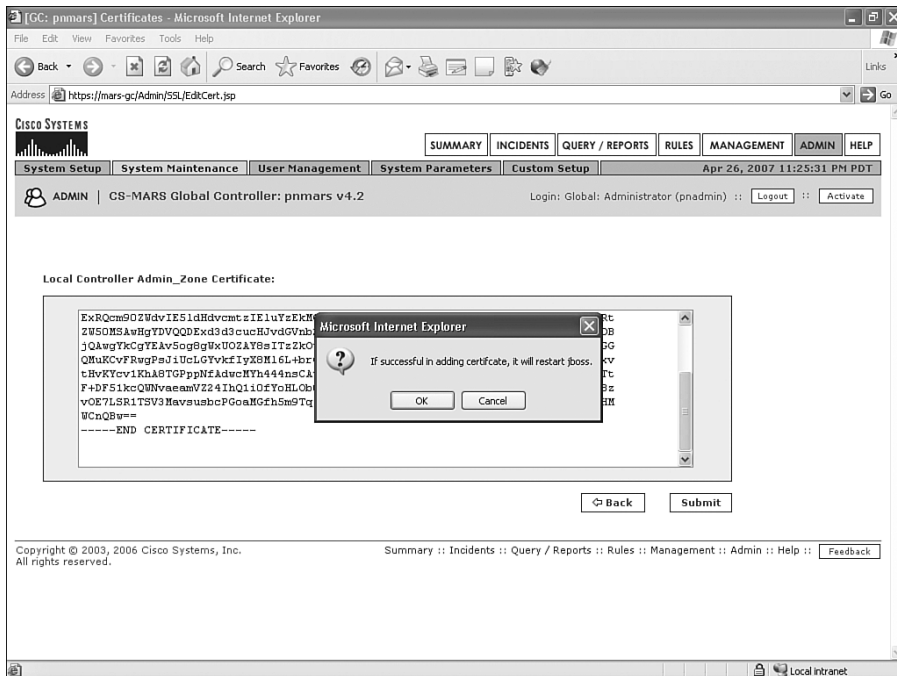 [GC: pnmars] Certificates - Microsoft Internet Explorer
File Edit View Favorites Tools Help
Back Search Favorites Links
Address https://mars-gc/Admin/SSL/EditCert.jsp Go
CISCO SYSTEMS
SUMMARY INCIDENTS QUERY / REPORTS RULES MANAGEMENT ADMIN HELP
System Setup System Maintenance User Management System Parameters Custom Setup Apr 26, 2007 11:25:31 PM PDT
ADMIN | CS-MARS Global Controller: pnmars v4.2 Login: Global: Administrator (pnadmin) :: Logout :: Activate
Local Controller Admin_Zone Certificate:
Microsoft Internet Explorer
If successful in adding certifcate, it will restart jboss.
OK Cancel
WCnQBw==
-----END CERTIFICATE-----
Back Submit
Copyright © 2003, 2006 Cisco Systems, Inc. Summary :: Incidents :: Query / Reports :: Rules :: Management :: Admin :: Help :: Feedback
All rights reserved.
Local intranet